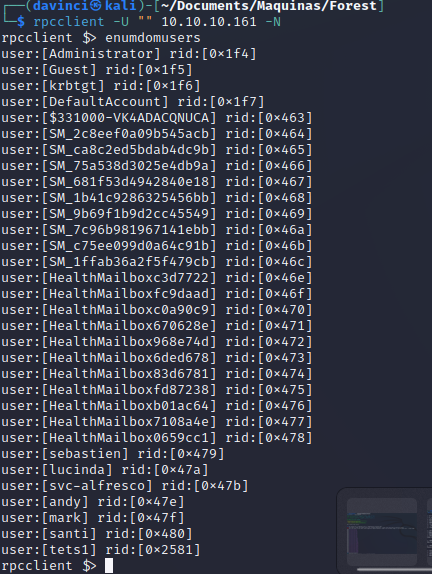 ┌──(davinci㉿kali)-[~/Documents/Maquinas/Forest]
└─$ rpcclient -U "" 10.10.10.161 -N
rpcclient $> enumdomusers
user:[Administrator] rid:[0×1f4]
user:[Guest] rid:[0×1f5]
user:[krbtgt] rid:[0×1f6]
user:[DefaultAccount] rid:[0×1f7]
user:[$331000-VK4ADACQNUCA] rid:[0×463]
user:[SM_2c8eef0a09b545acb] rid:[0×464]
user:[SM_ca8c2ed5bdab4dc9b] rid:[0×465]
user:[SM_75a538d3025e4db9a] rid:[0×466]
user:[SM_681f53d4942840e18] rid:[0×467]
user:[SM_1b41c9286325456bb] rid:[0×468]
user:[SM_9b69f1b9d2cc45549] rid:[0×469]
user:[SM_7c96b981967141ebb] rid:[0×46a]
user:[SM_c75ee099d0a64c91b] rid:[0×46b]
user:[SM_1ffab36a2f5f479cb] rid:[0×46c]
user:[HealthMailboxc3d7722] rid:[0×46e]
user:[HealthMailboxfc9daad] rid:[0×46f]
user:[HealthMailboxc0a90c9] rid:[0×470]
user:[HealthMailbox670628e] rid:[0×471]
user:[HealthMailbox968e74d] rid:[0×472]
user:[HealthMailbox6ded678] rid:[0×473]
user:[HealthMailbox83d6781] rid:[0×474]
user:[HealthMailboxfd87238] rid:[0×475]
user:[HealthMailboxb01ac64] rid:[0×476]
user:[HealthMailbox7108a4e] rid:[0×477]
user:[HealthMailbox0659cc1] rid:[0×478]
user:[sebastien] rid:[0×479]
user:[lucinda] rid:[0×47a]
user:[svc-alfresco] rid:[0×47b]
user:[andy] rid:[0×47e]
user:[mark] rid:[0×47f]
user:[santi] rid:[0×480]
user:[tets1] rid:[0×2581]
rpcclient $>